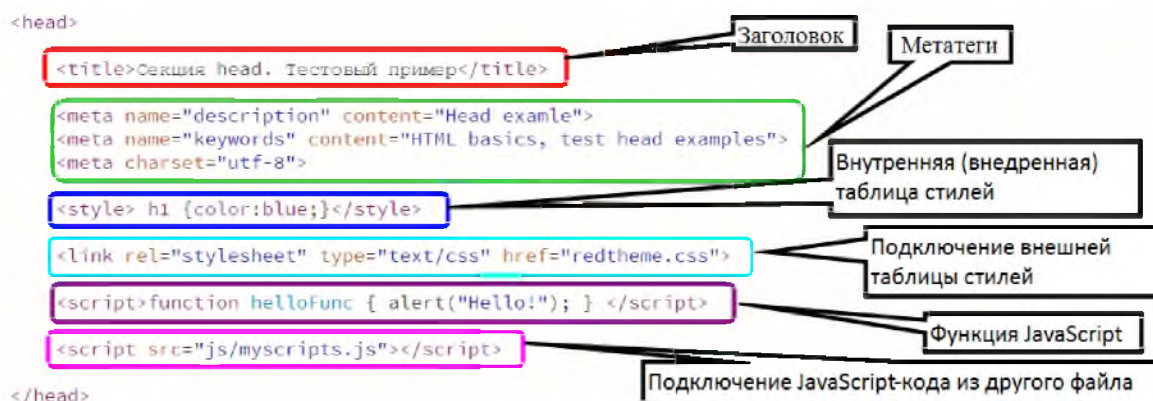 <head>
Заголовок
Метатеги
<title>Секция head. Тестовый пример</title>
<meta name="description" content="Head examle">
<meta name="keywords" content="HTML basics, test head examples">
<meta charset="utf-8">
Внутренняя (внедренная)
таблица стилей
<style> h1 {color:blue;}</style>
<link rel="stylesheet" type="text/css" href="redtheme.css">
Подключение внешней
таблицы стилей
<script>function helloFunc { alert("Hello!"); } </script>
Функция JavaScript
<script src="js/myscripts.js"></script>
Подключение JavaScript-кода из другого файла
</head>